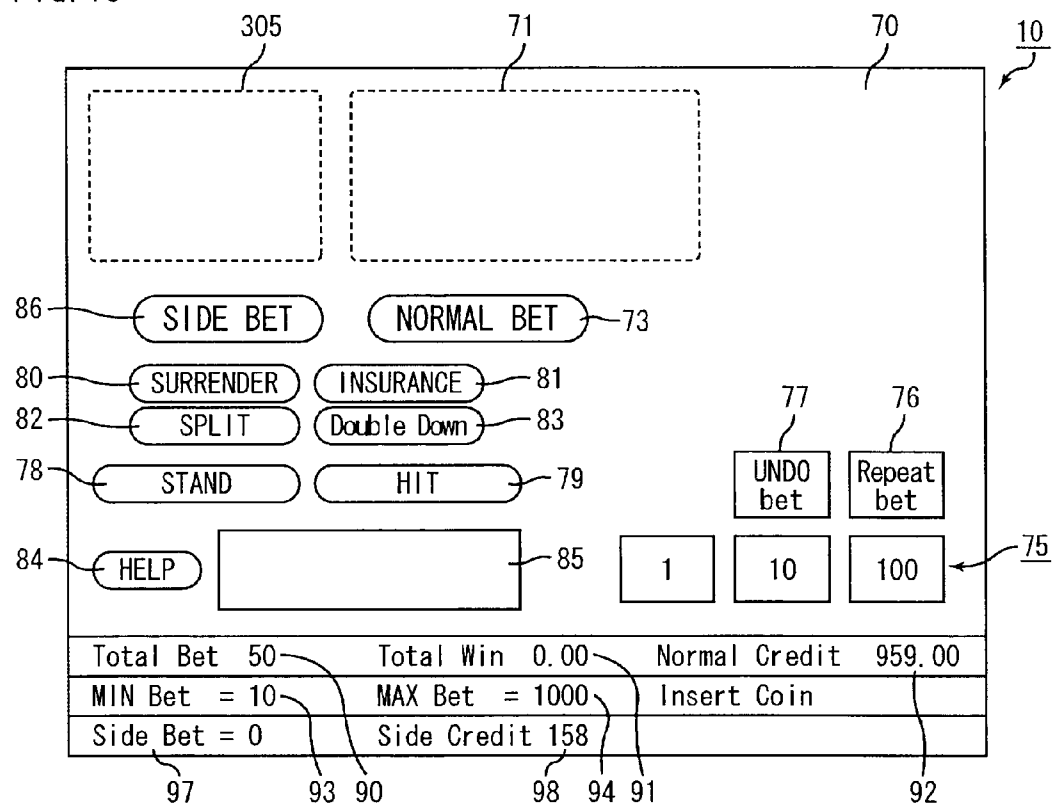 305 71 70 10
86 SIDE BET NORMAL BET 73
80 SURRENDER INSURANCE 81
82 SPLIT Double Down 83 77 76
78 STAND HIT 79 UNDO bet Repeat bet
84 HELP 85 1 10 100 75
Total Bet 50 Total Win 0.00 Normal Credit 959.00
MIN Bet = 10 MAX Bet = 1000 Insert Coin
Side Bet = 0 Side Credit 158
97 93 90 98 94 91 92